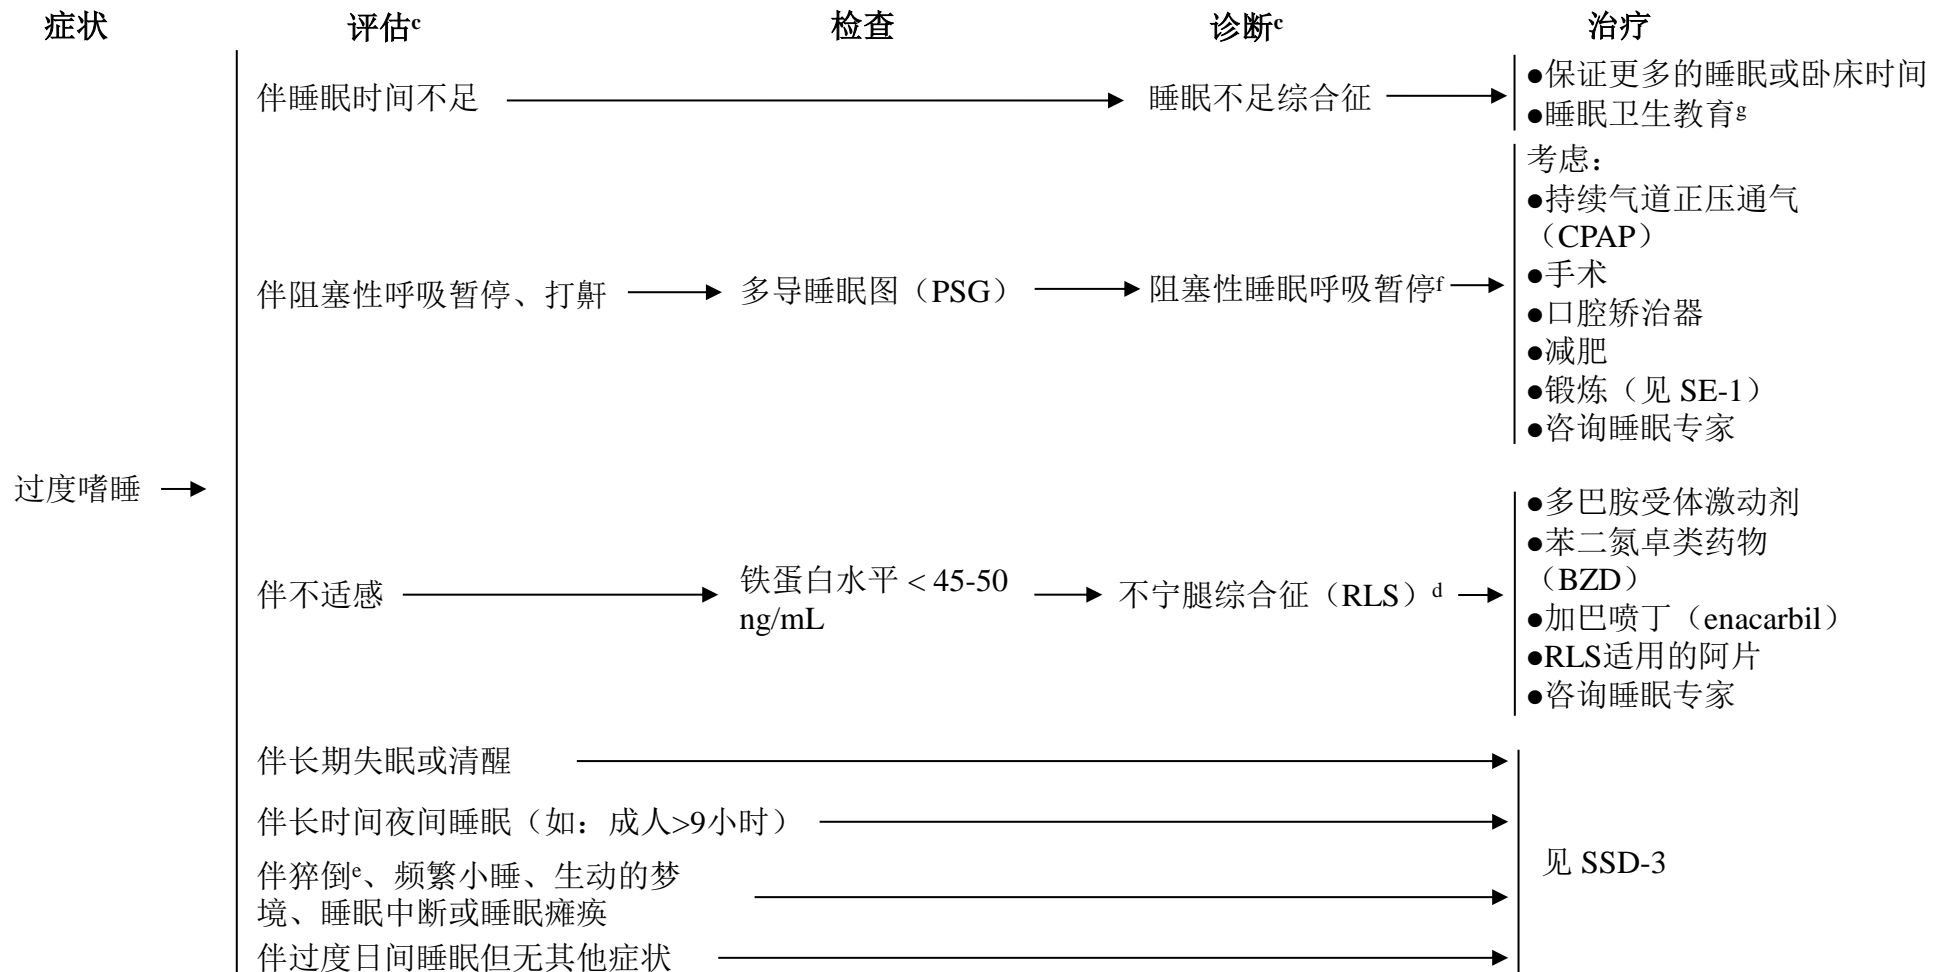 症状 评估ᶜ 检查 诊断ᶜ 治疗
伴睡眠时间不足 睡眠不足综合征
●保证更多的睡眠或卧床时间
●睡眠卫生教育ᵍ
伴阻塞性呼吸暂停、打鼾 多导睡眠图（PSG） 阻塞性睡眠呼吸暂停ᶠ
考虑：
●持续气道正压通气
（CPAP）
●手术
●口腔矫治器
●减肥
●锻炼（见 SE-1）
●咨询睡眠专家
过度嗜睡
伴不适感
铁蛋白水平＜45-50
ng/mL
不宁腿综合征（RLS）ᵈ
●多巴胺受体激动剂
●苯二氮卓类药物
（BZD）
●加巴喷丁（enacarbil）
●RLS适用的阿片
●咨询睡眠专家
伴长期失眠或清醒
伴长时间夜间睡眠（如：成人>9小时）
伴猝倒ᵉ、频繁小睡、生动的梦
境、睡眠中断或睡眠瘫痪
伴过度日间睡眠但无其他症状
见 SSD-3